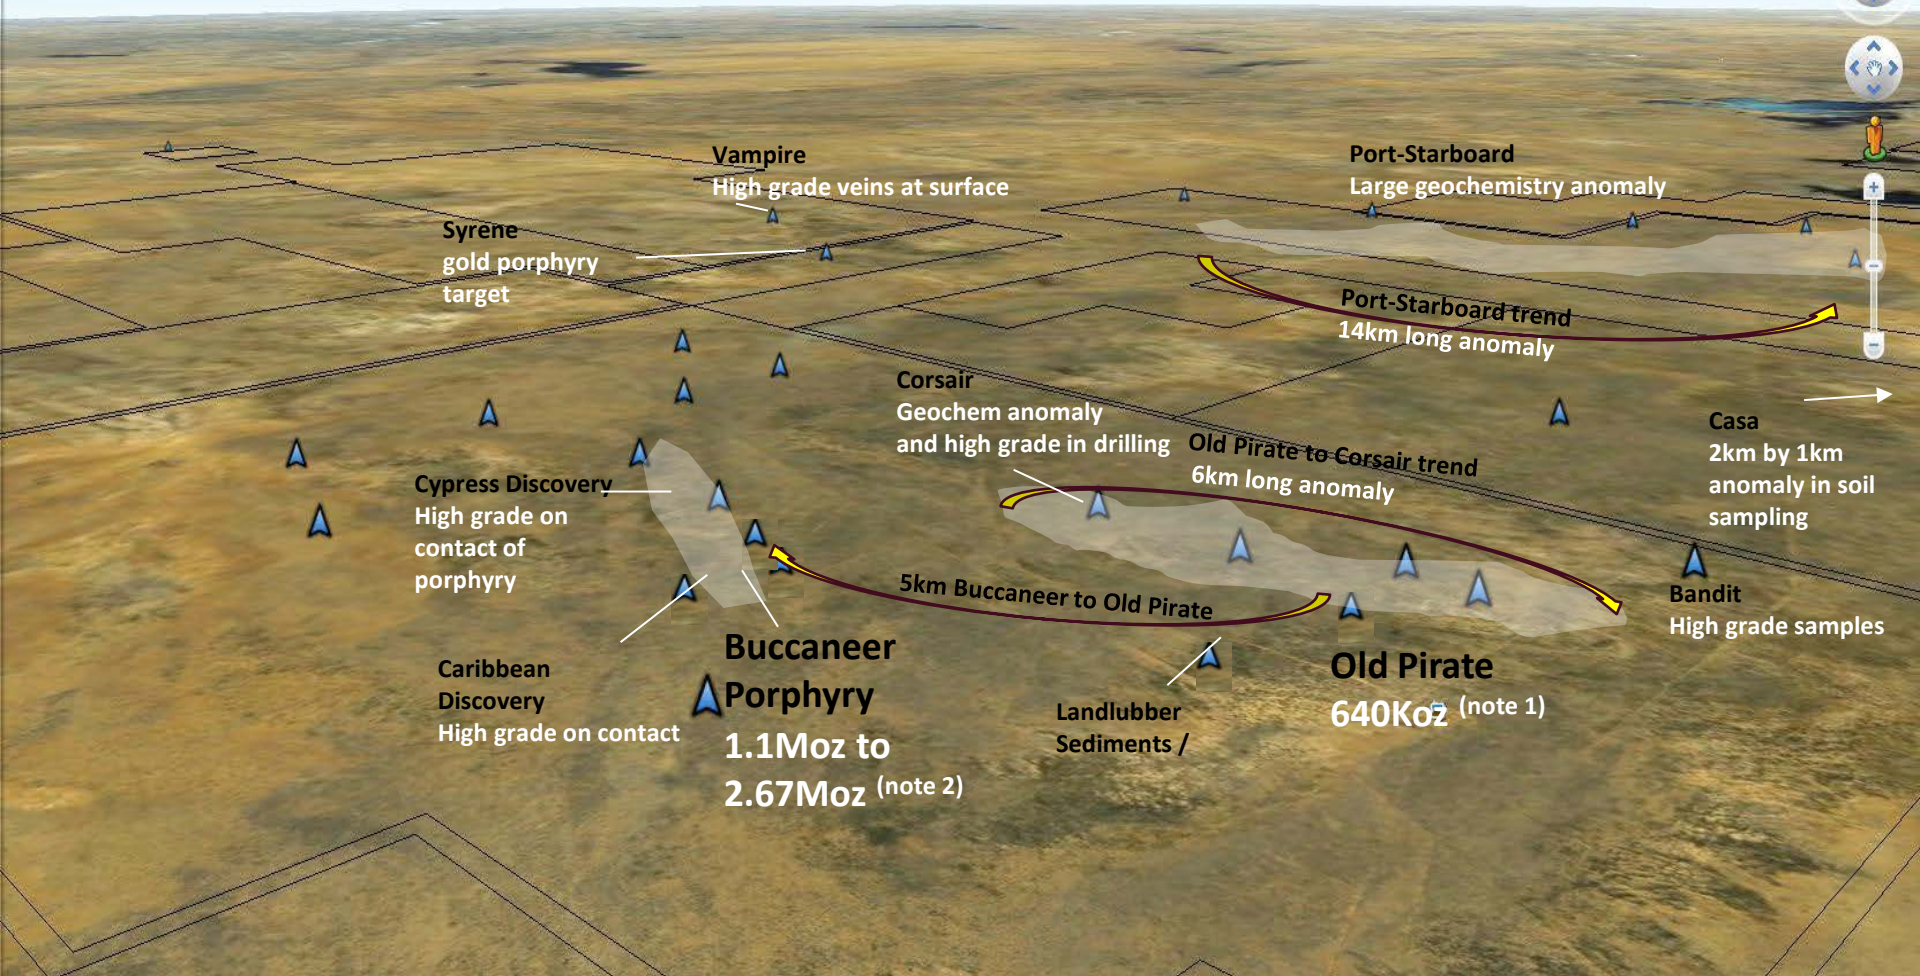 Vampire
High grade veins at surface
Port-Starboard
Large geochemistry anomaly
Syrene
gold porphyry
target
Port-Starboard trend
14km long anomaly
Corsair
Geochem anomaly
and high grade in drilling
Old Pirate to Corsair trend
6km long anomaly
Casa
2km by 1km
anomaly in soil
sampling
Cypress Discovery
High grade on
contact of
porphyry
5km Buccaneer to Old Pirate
Bandit
High grade samples
Caribbean
Discovery
High grade on contact
Buccaneer
Porphyry
1.1Moz to
2.67Moz (note 2)
Landlubber
Sediments /
Old Pirate
640Koz (note 1)